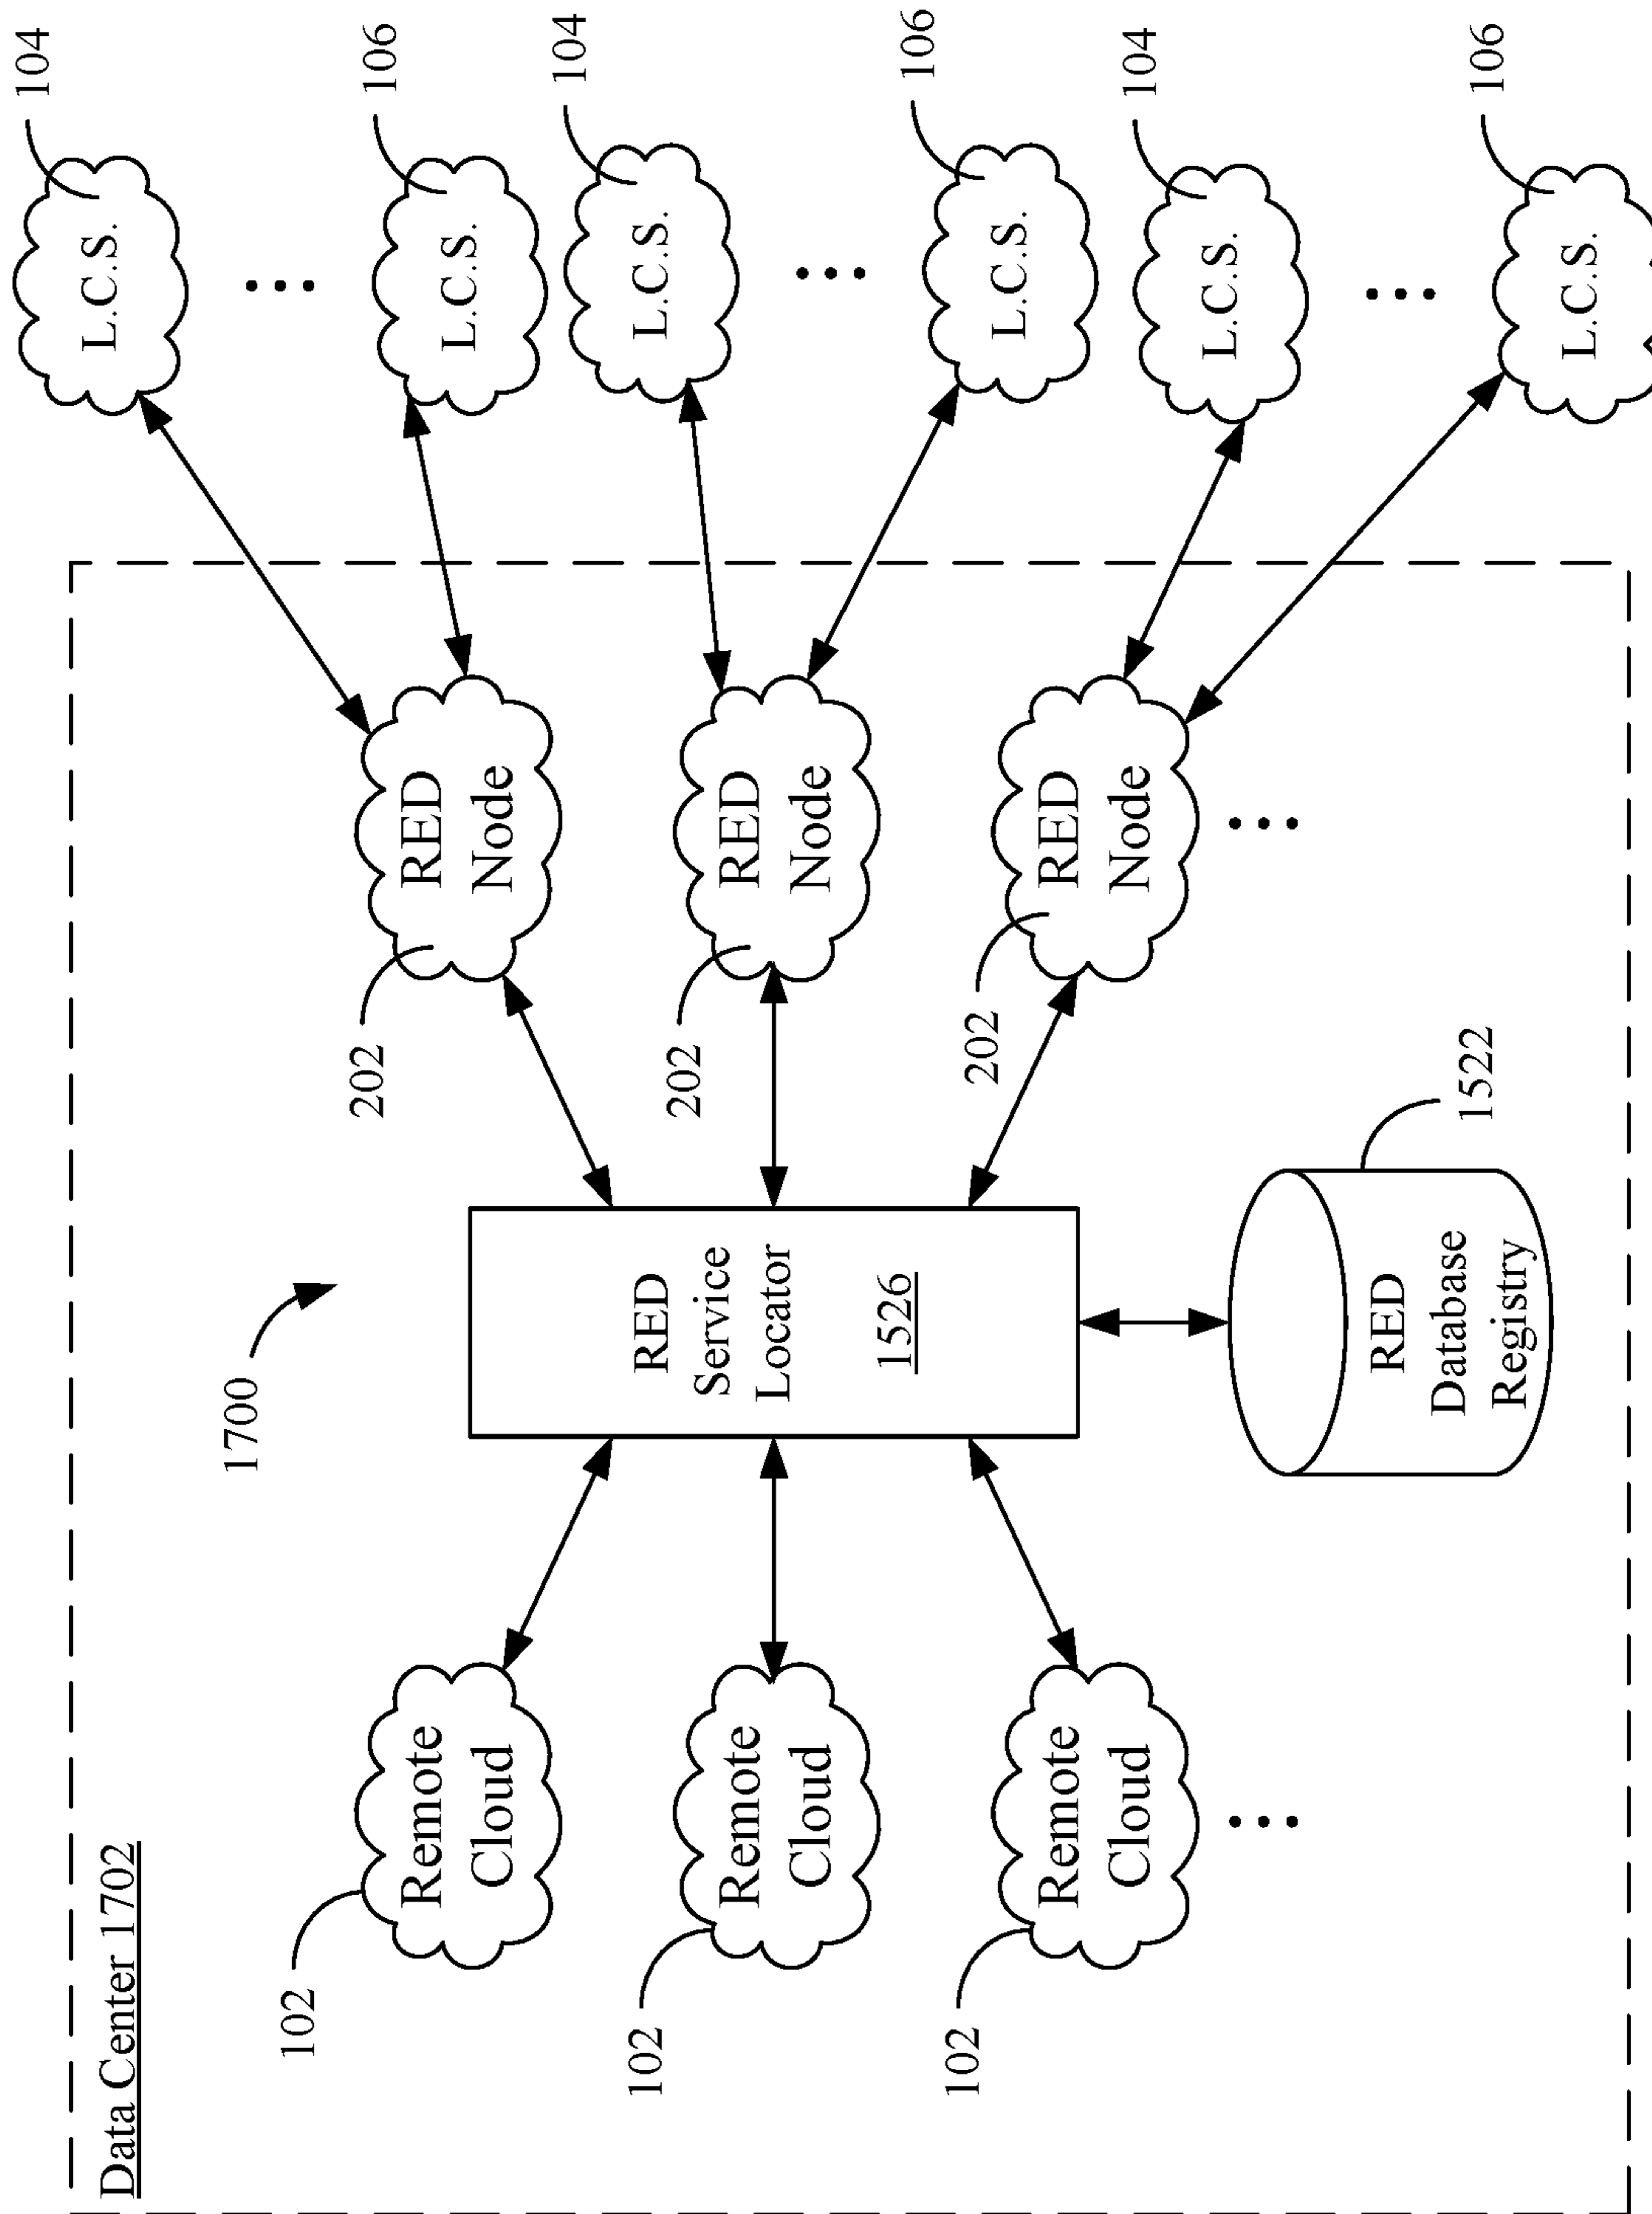 Data Center 1702
1700
102
Remote
Cloud
102
Remote
Cloud
102
Remote
Cloud
RED
Service
Locator
1526
RED
Database
Registry
1522
202
RED
Node
202
RED
Node
202
RED
Node
L.C.S.
104
L.C.S.
106
L.C.S.
104
L.C.S.
106
L.C.S.
104
L.C.S.
106